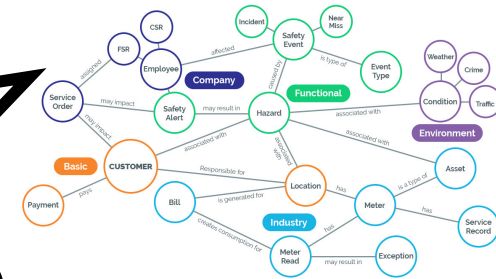 CSR
Incident
Near
Miss
FSR
Safety
Event
affected
is type of
Weather
assigned
Employee
Event
Type
Crime
Company
caused by
Functional
Service
Order
may impact
Safety
Alert
may result in
Hazard
associated with
Condition
Traffic
may impact
associated with
associated
with
associated with
Environment
Basic
CUSTOMER
Responsible for
Asset
Location
is a type of
Payment
pays
Bill
is generated for
has
Meter
has
Industry
Service
Record
creates consumption for
has
Meter
Read
may result in
Exception